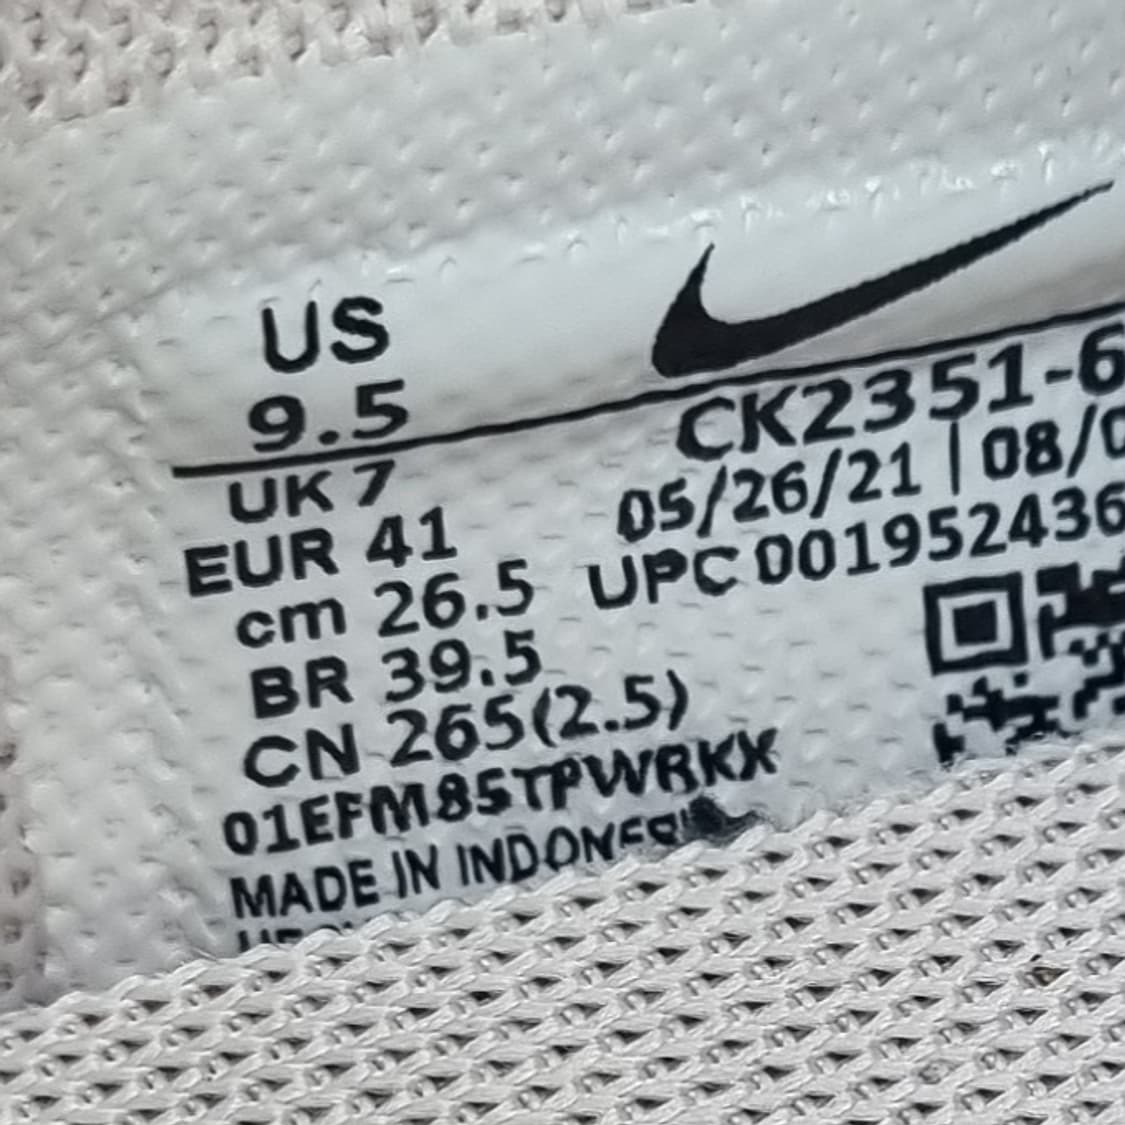 US
9.5
UK 7
EUR 41
cm 26.5
BR 39.5
CN 265(2.5)
01EFM85TPWRKX
MADE IN
CK2351-6
05/26/21 | 08/0
UPC 001952436